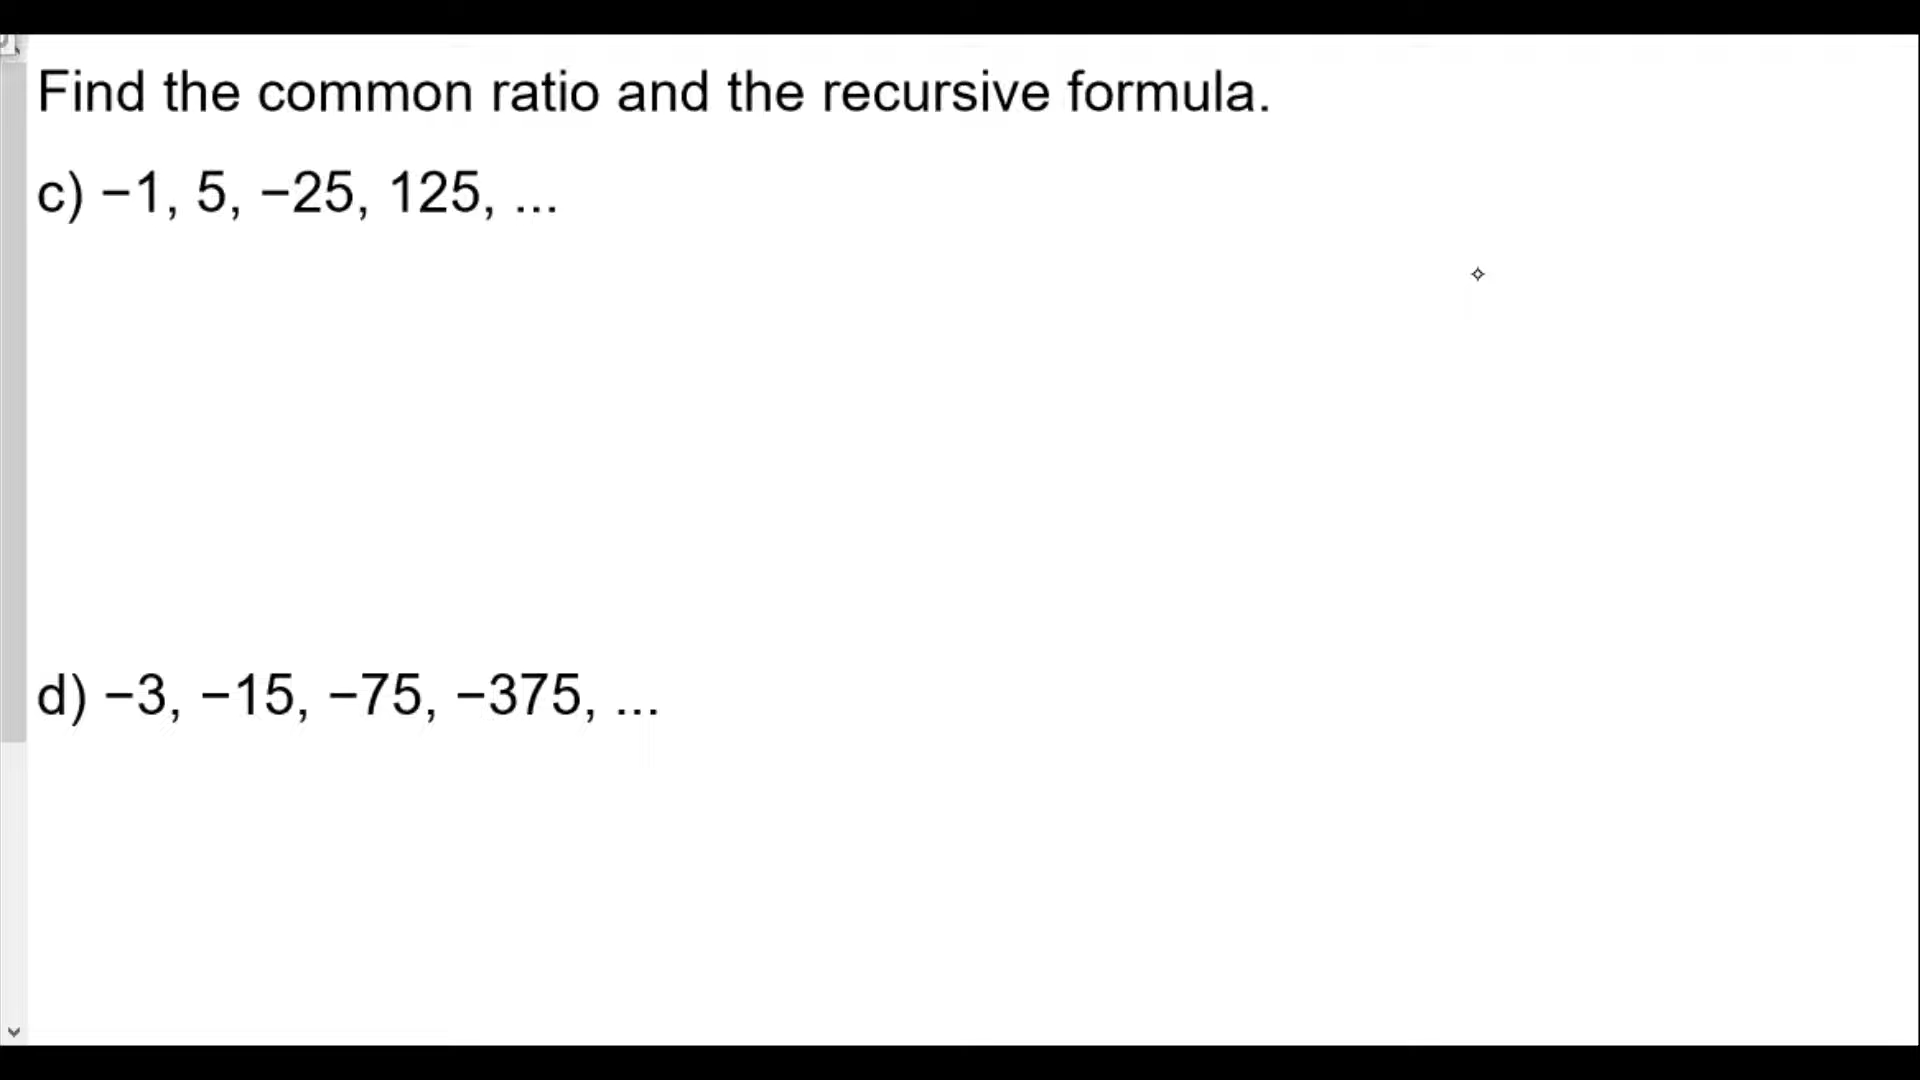 Find the common ratio and the recursive formula.
c) −1, 5, −25, 125, ...
d) −3, −15, −75, −375, ...